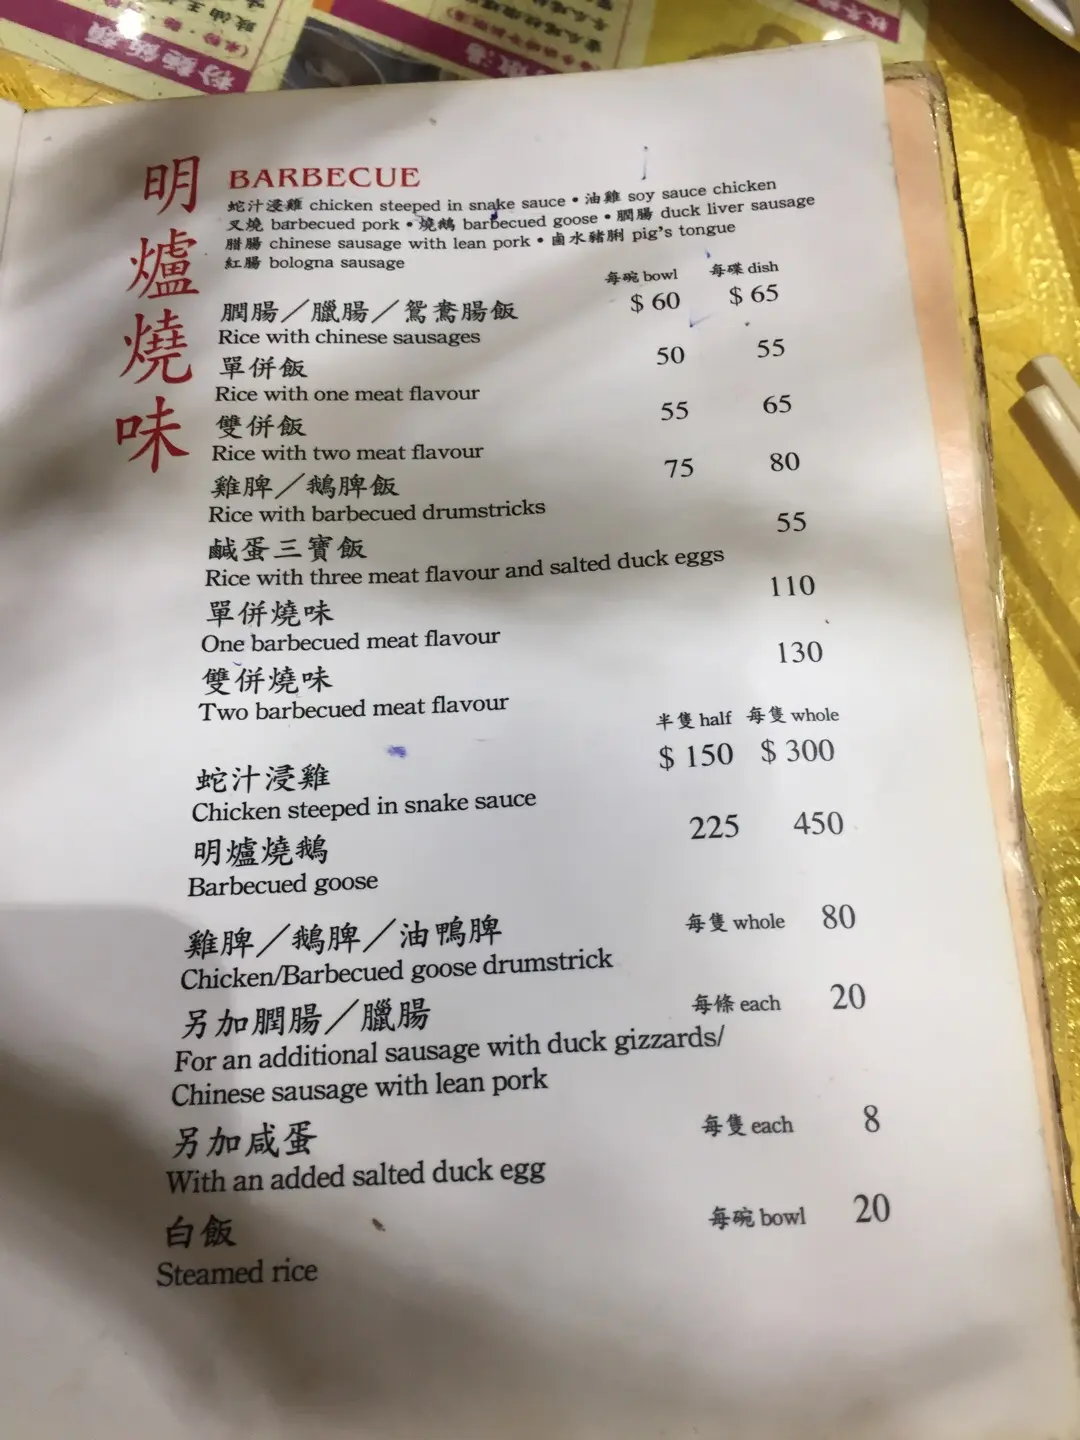 粉麵飯類
明爐燒味
BARBECUE
蛇汁浸雞 chicken steeped in snake sauce • 油雞 soy sauce chicken
叉燒 barbecued pork • 燒鵝 barbecued goose • 膶腸 duck liver sausage
腊腸 chinese sausage with lean pork • 鹵水豬脷 pig's tongue
紅腸 bologna sausage
每碗 bowl 每碟 dish
膶腸／臘腸／鴛鴦腸飯 $ 60 $ 65
Rice with chinese sausages
單併飯 50 55
Rice with one meat flavour
雙併飯 55 65
Rice with two meat flavour
雞脾／鵝脾飯 75 80
Rice with barbecued drumstricks
鹹蛋三寶飯 55
Rice with three meat flavour and salted duck eggs
單併燒味 110
One barbecued meat flavour
雙併燒味 130
Two barbecued meat flavour
半隻 half 每隻 whole
蛇汁浸雞 $ 150 $ 300
Chicken steeped in snake sauce
明爐燒鵝 225 450
Barbecued goose
雞脾／鵝脾／油鴨脾 每隻 whole 80
Chicken/Barbecued goose drumstrick
另加膶腸／臘腸 每條 each 20
For an additional sausage with duck gizzards/
Chinese sausage with lean pork
另加咸蛋 每隻 each 8
With an added salted duck egg
白飯 每碗 bowl 20
Steamed rice